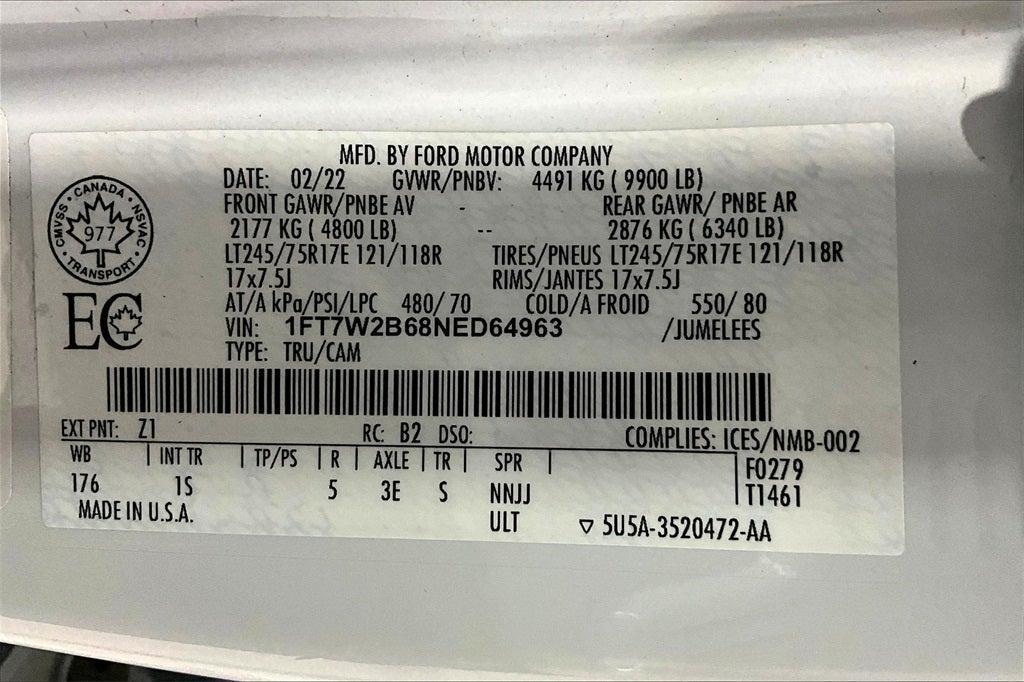 MFD. BY FORD MOTOR COMPANY
DATE: 02/22 GVWR/PNBV: 4491 KG ( 9900 LB)
FRONT GAWR/PNBE AV - REAR GAWR/ PNBE AR
2177 KG ( 4800 LB) -- 2876 KG ( 6340 LB)
LT245/75R17E 121/118R TIRES/PNEUS LT245/75R17E 121/118R
17x7.5J RIMS/JANTES 17x7.5J
AT/A kPa/PSI/LPC 480/ 70 COLD/A FROID 550/ 80
VIN: 1FT7W2B68NED64963 /JUMELEES
TYPE: TRU/CAM
CANADA
CMVSS 977 NSVAC
TRANSPORT
EC
EXT PNT: Z1 RC: B2 DSO: COMPLIES: ICES/NMB-002
WB | INT TR | TP/PS | R | AXLE | TR | SPR | F0279
176 1S 5 3E S NNJJ T1461
MADE IN U.S.A. ULT ▽ 5U5A-3520472-AA